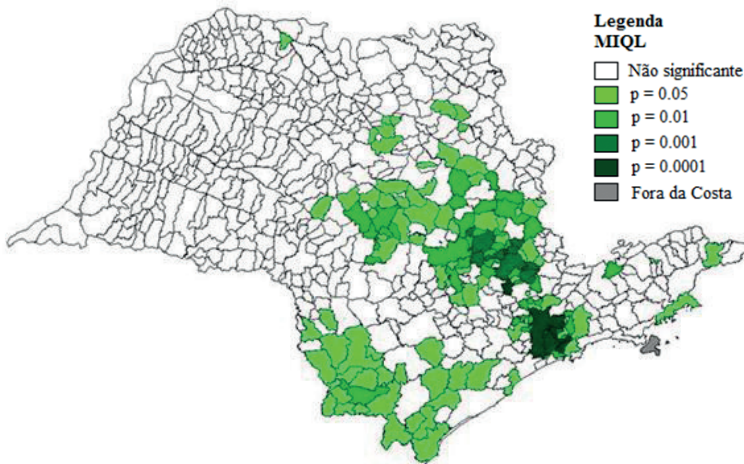 Legenda
MIQL
Não significante
p = 0.05
p = 0.01
p = 0.001
p = 0.0001
Fora da Costa